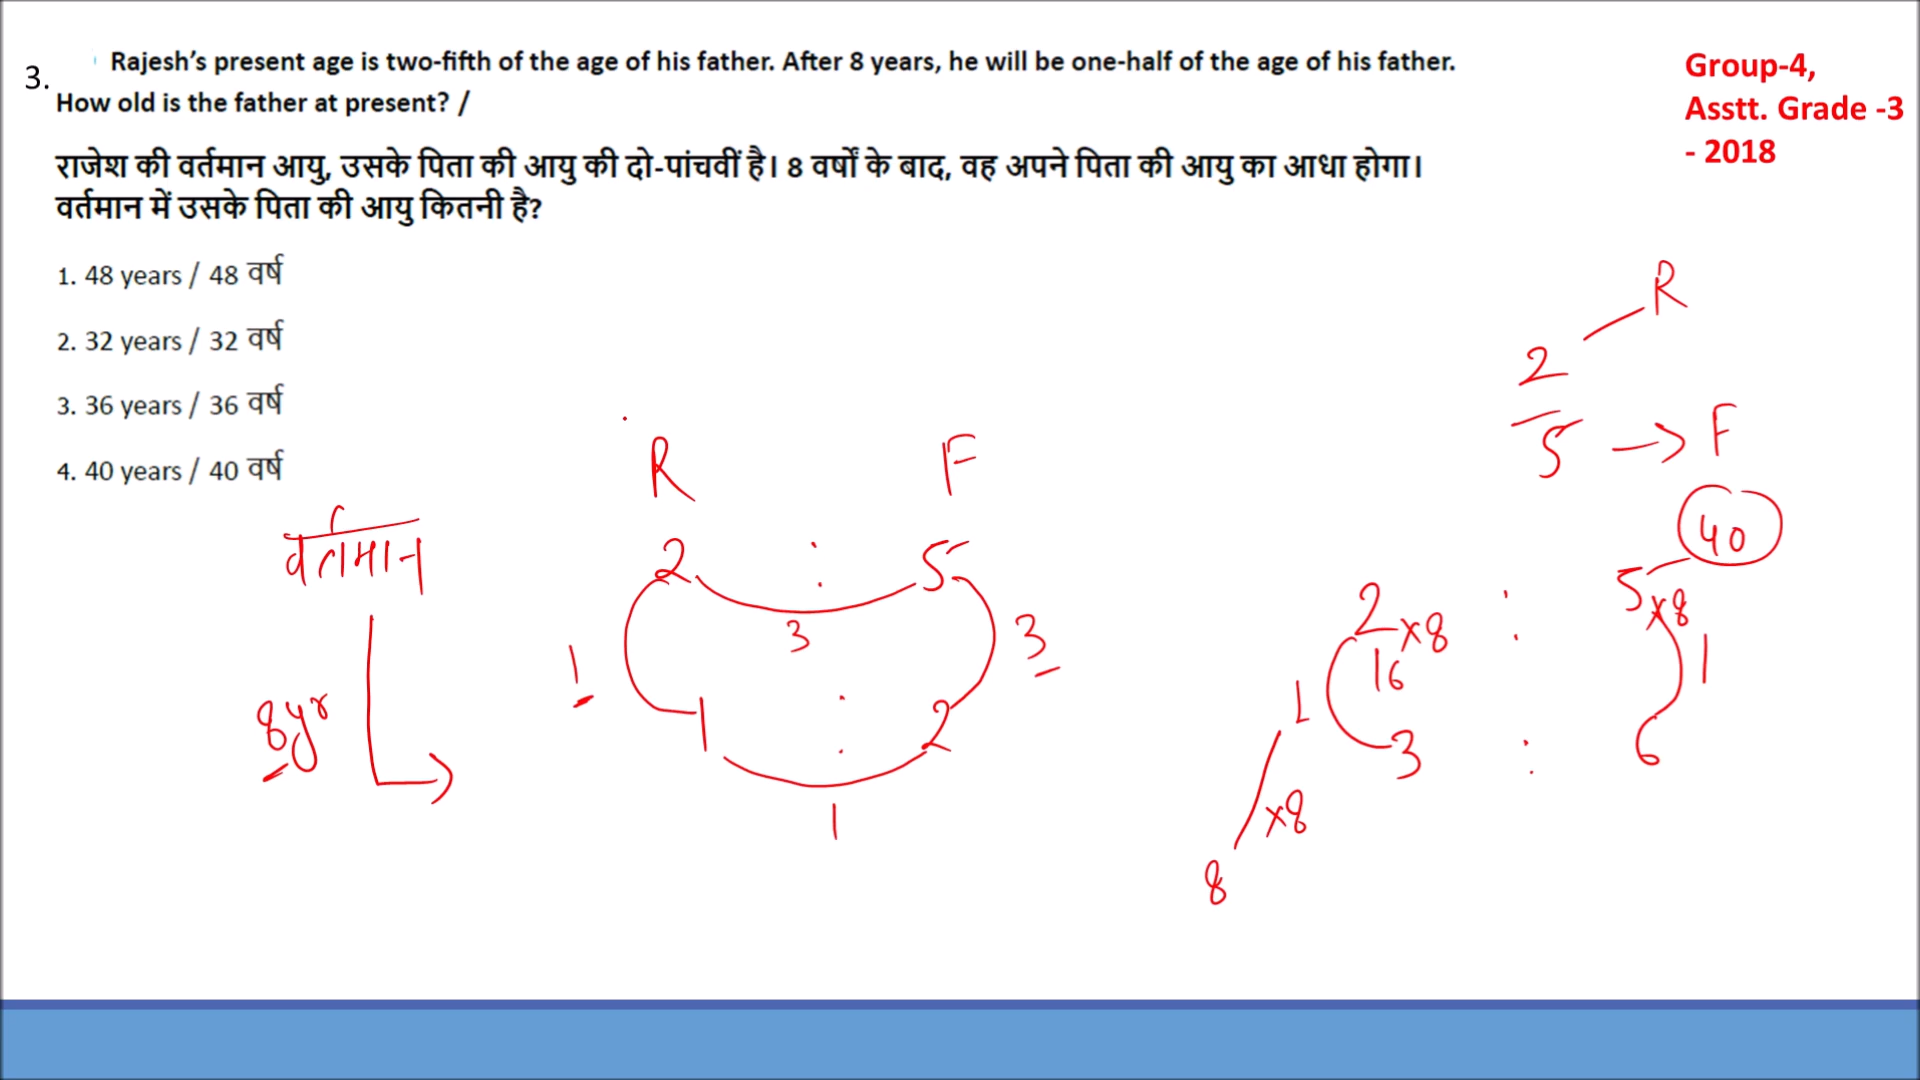 3.
Rajesh's present age is two-fifth of the age of his father. After 8 years, he will be one-half of the age of his father.
How old is the father at present? /
राजेश की वर्तमान आयु, उसके पिता की आयु की दो-पांचवीं है। 8 वर्षों के बाद, वह अपने पिता की आयु का आधा होगा।
वर्तमान में उसके पिता की आयु कितनी है?
1. 48 years / 48 वर्ष
2. 32 years / 32 वर्ष
3. 36 years / 36 वर्ष
4. 40 years / 40 वर्ष
Group-4,
Asstt. Grade -3
- 2018
R
2
5 → F
R F
वर्तमान 2 : 5
3
1 3
8yr 1 : 2
1
40
2 x8 : 5 x8
16
1 1
3 : 6
x8
8